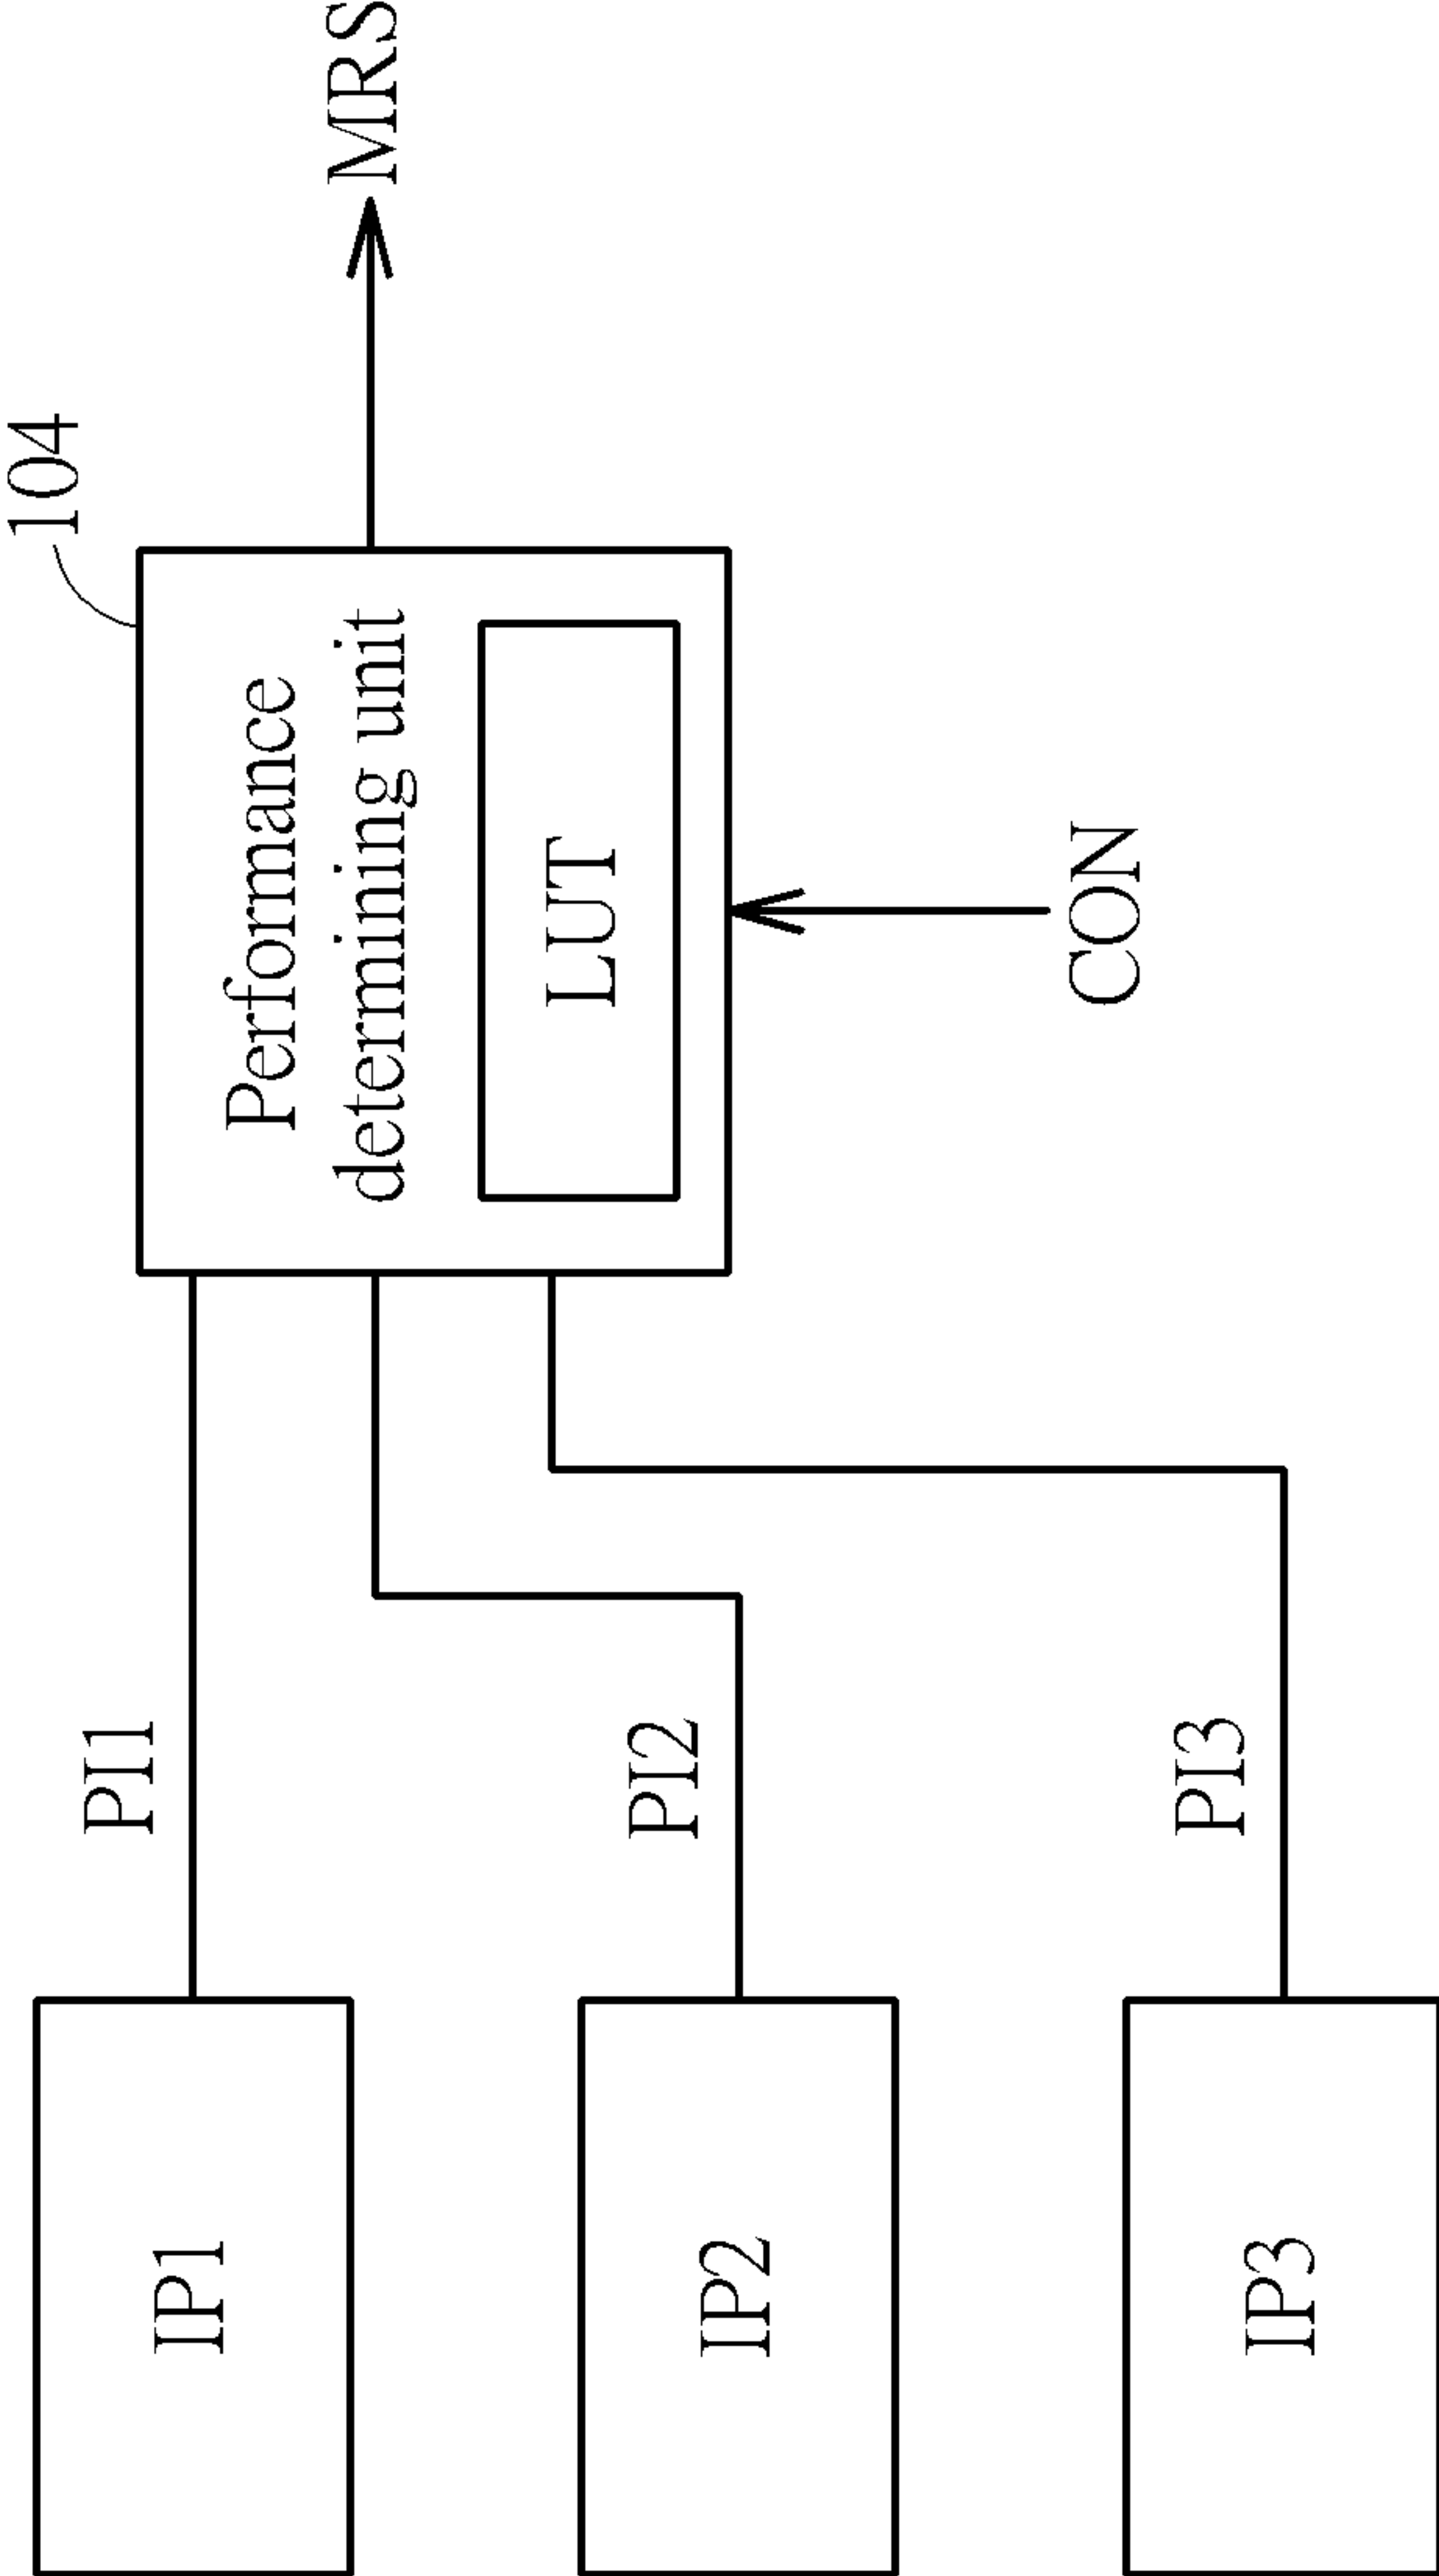 104
IP1
PI1
Performance
determining unit
MRS
LUT
IP2
PI2
CON
IP3
PI3